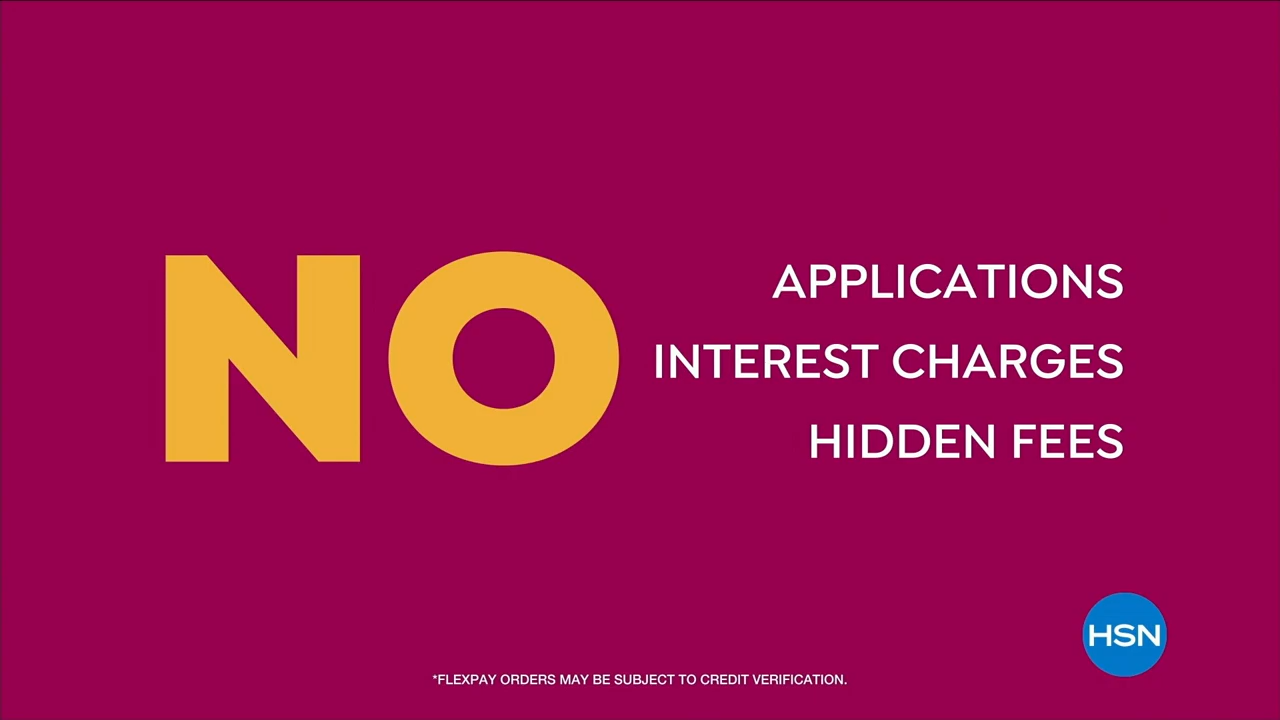 NO
APPLICATIONS
INTEREST CHARGES
HIDDEN FEES
HSN
*FLEXPAY ORDERS MAY BE SUBJECT TO CREDIT VERIFICATION.